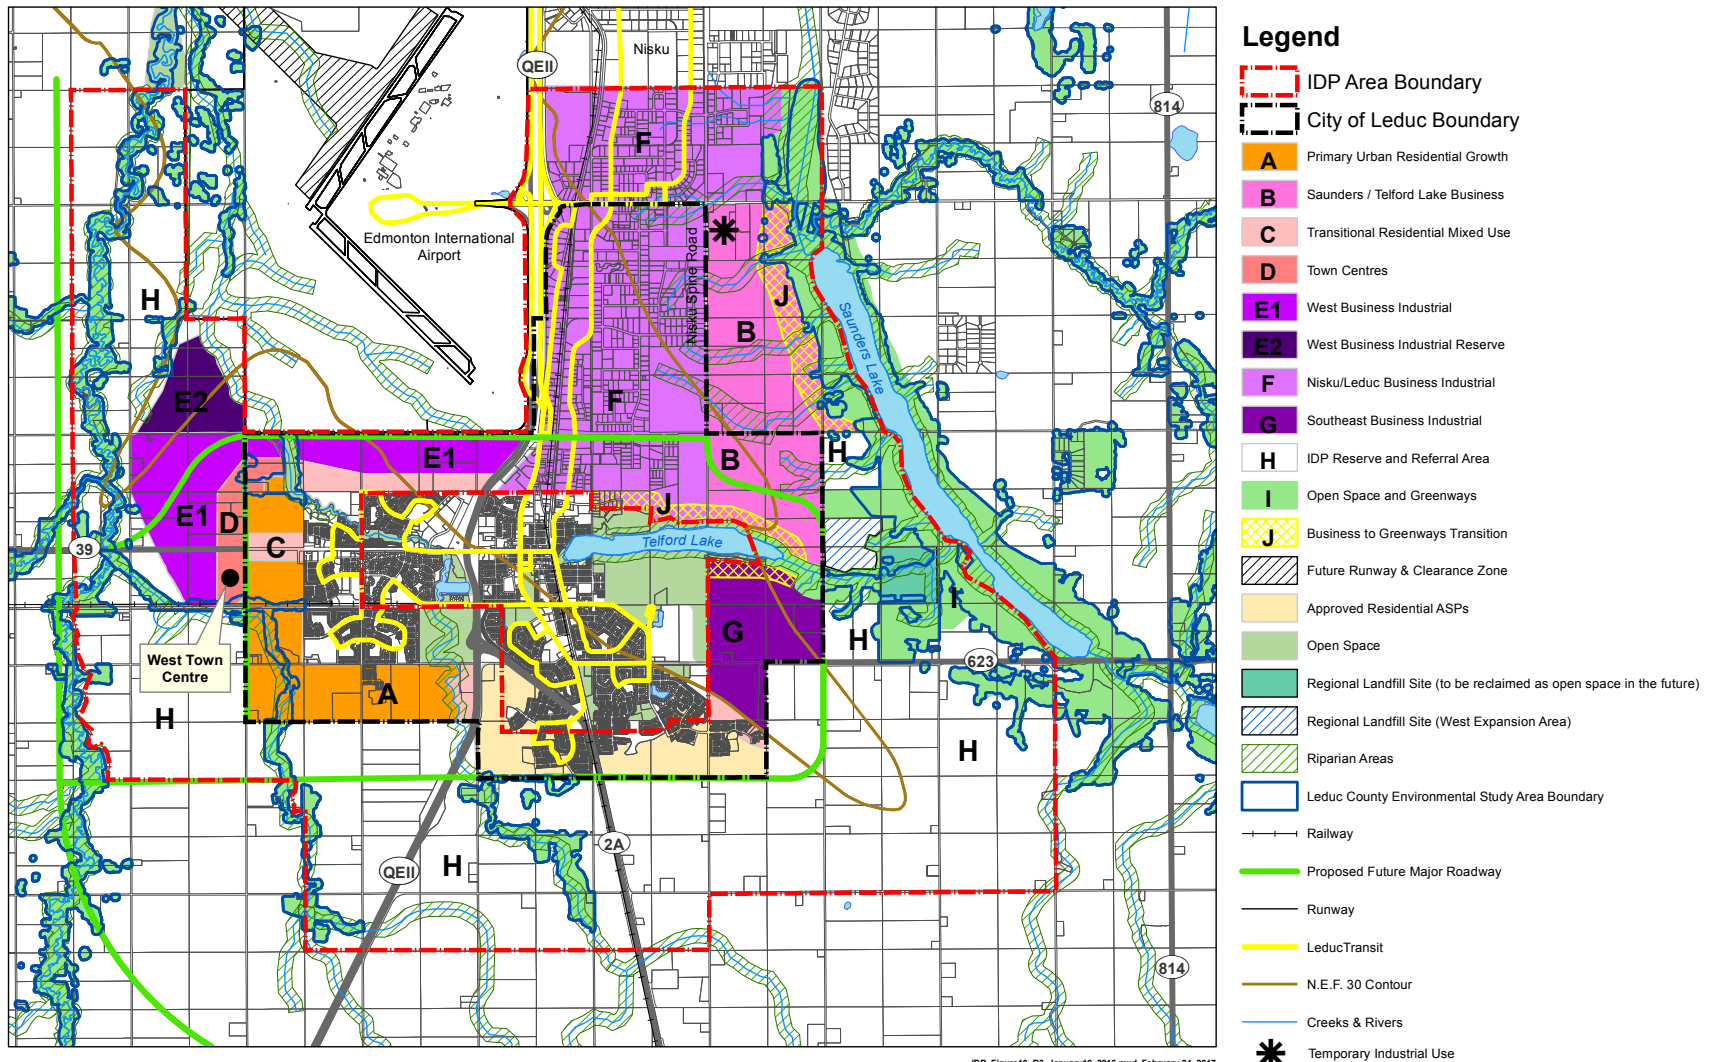 Nisku
QEII
814
F
Edmonton International
Airport
Nisku Spine Road
H
J
B
Saunders Lake
E2
F
E1
B
H
E1
D
J
39
C
Telford Lake
I
G
H
623
West Town
Centre
A
H
H
2A
QEII
H
814
Legend
IDP Area Boundary
City of Leduc Boundary
A Primary Urban Residential Growth
B Saunders / Telford Lake Business
C Transitional Residential Mixed Use
D Town Centres
E1 West Business Industrial
E2 West Business Industrial Reserve
F Nisku/Leduc Business Industrial
G Southeast Business Industrial
H IDP Reserve and Referral Area
I Open Space and Greenways
J Business to Greenways Transition
Future Runway & Clearance Zone
Approved Residential ASPs
Open Space
Regional Landfill Site (to be reclaimed as open space in the future)
Regional Landfill Site (West Expansion Area)
Riparian Areas
Leduc County Environmental Study Area Boundary
Railway
Proposed Future Major Roadway
Runway
LeducTransit
N.E.F. 30 Contour
Creeks & Rivers
Temporary Industrial Use